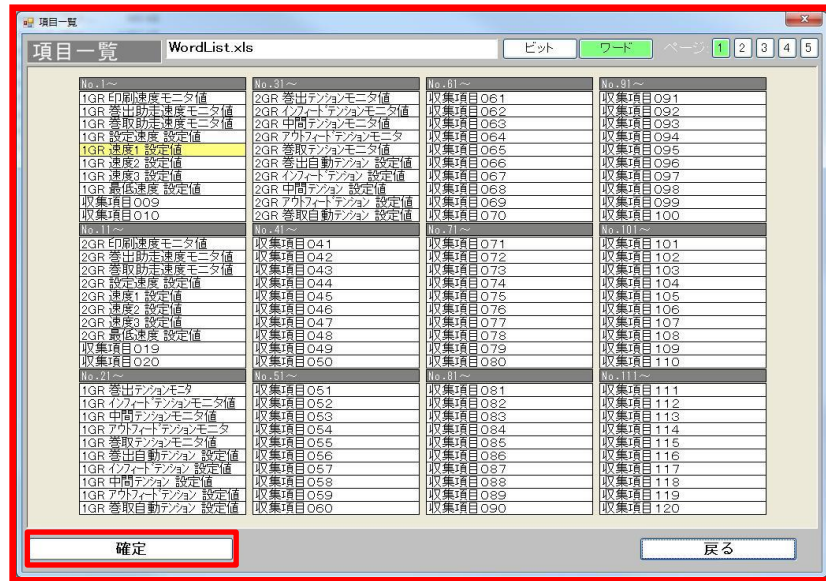 項目一覧
項目一覧 WordList.xls ビット ワード ページ 1 2 3 4 5
No.1～
1GR 印刷速度モニタ値
1GR 巻出助走速度モニタ値
1GR 巻取助走速度モニタ値
1GR 設定速度 設定値
1GR 速度1 設定値
1GR 速度2 設定値
1GR 速度3 設定値
1GR 最低速度 設定値
収集項目009
収集項目010
No.11～
2GR 印刷速度モニタ値
2GR 巻出助走速度モニタ値
2GR 巻取助走速度モニタ値
2GR 設定速度 設定値
2GR 速度1 設定値
2GR 速度2 設定値
2GR 速度3 設定値
2GR 最低速度 設定値
収集項目019
収集項目020
No.21～
1GR 巻出テンションモニタ
1GR インフィードテンションモニタ値
1GR 中間テンションモニタ値
1GR アウトフィードテンションモニタ
1GR 巻取テンションモニタ値
1GR 巻出自動テンション 設定値
1GR インフィードテンション 設定値
1GR 中間テンション 設定値
1GR アウトフィードテンション 設定値
1GR 巻取自動テンション 設定値
No.31～
2GR 巻出テンションモニタ値
2GR インフィードテンションモニタ値
2GR 中間テンションモニタ値
2GR アウトフィードテンションモニタ
2GR 巻取テンションモニタ値
2GR 巻出自動テンション 設定値
2GR インフィードテンション 設定値
2GR 中間テンション 設定値
2GR アウトフィードテンション 設定値
2GR 巻取自動テンション 設定値
No.41～
収集項目041
収集項目042
収集項目043
収集項目044
収集項目045
収集項目046
収集項目047
収集項目048
収集項目049
収集項目050
No.51～
収集項目051
収集項目052
収集項目053
収集項目054
収集項目055
収集項目056
収集項目057
収集項目058
収集項目059
収集項目060
No.61～
収集項目061
収集項目062
収集項目063
収集項目064
収集項目065
収集項目066
収集項目067
収集項目068
収集項目069
収集項目070
No.71～
収集項目071
収集項目072
収集項目073
収集項目074
収集項目075
収集項目076
収集項目077
収集項目078
収集項目079
収集項目080
No.81～
収集項目081
収集項目082
収集項目083
収集項目084
収集項目085
収集項目086
収集項目087
収集項目088
収集項目089
収集項目090
No.91～
収集項目091
収集項目092
収集項目093
収集項目094
収集項目095
収集項目096
収集項目097
収集項目098
収集項目099
収集項目100
No.101～
収集項目101
収集項目102
収集項目103
収集項目104
収集項目105
収集項目106
収集項目107
収集項目108
収集項目109
収集項目110
No.111～
収集項目111
収集項目112
収集項目113
収集項目114
収集項目115
収集項目116
収集項目117
収集項目118
収集項目119
収集項目120
確定 戻る